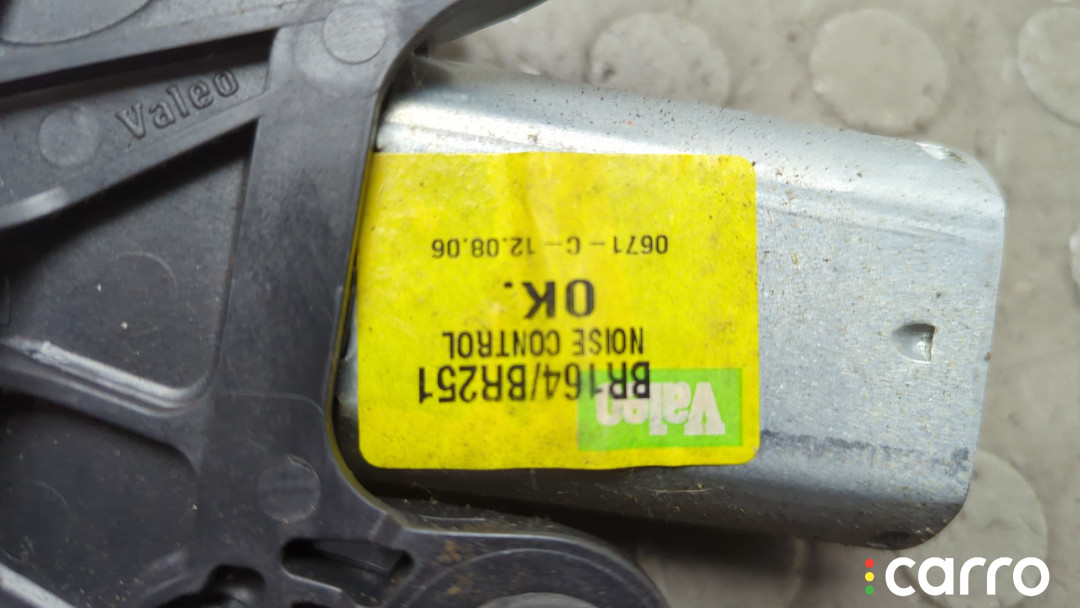 Valeo
Valeo
BR164/BR251
NOISE CONTROL
OK.
0671-C-12.08.06
carro